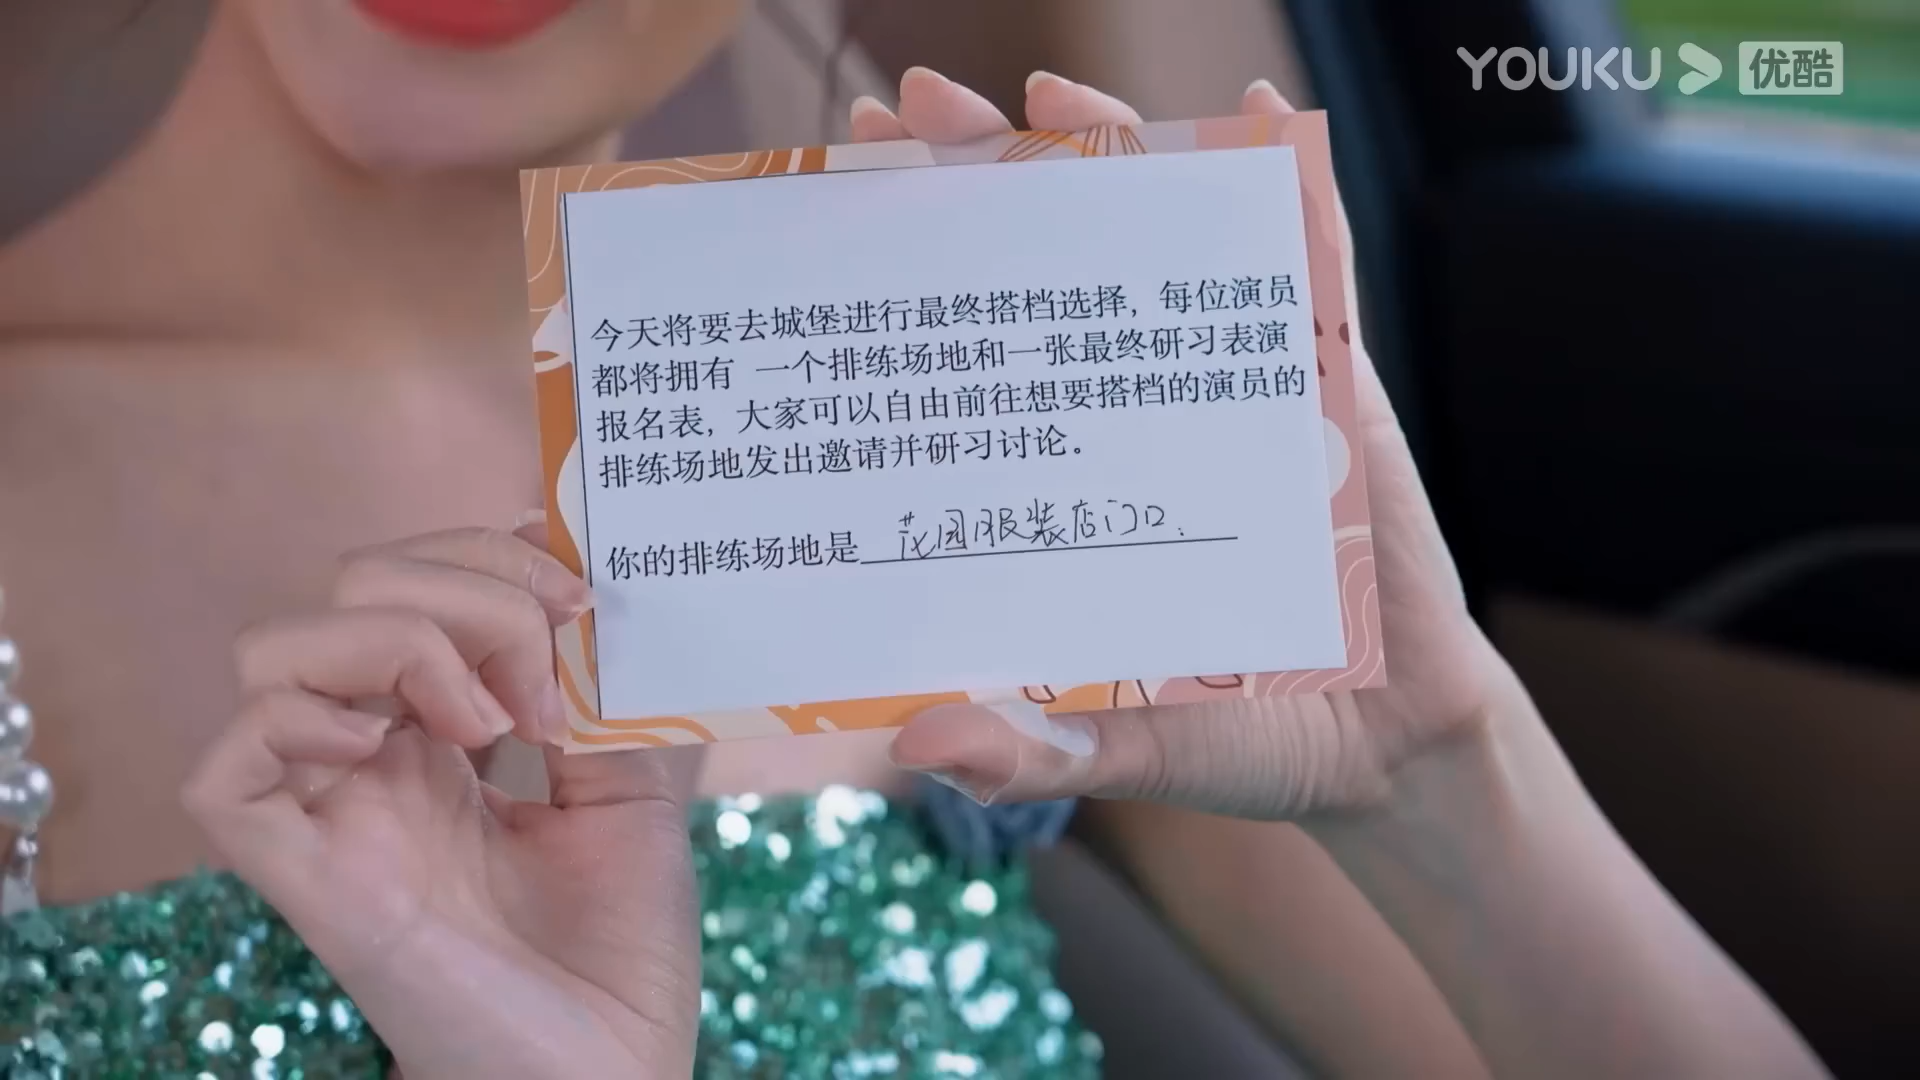 YOUKU 优酷
今天将要去城堡进行最终搭档选择，每位演员
都将拥有 一个排练场地和一张最终研习表演
报名表，大家可以自由前往想要搭档的演员的
排练场地发出邀请并研习讨论。
你的排练场地是 花园服装店门口.